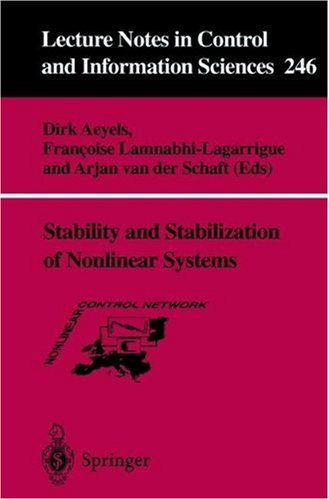 Lecture Notes in Control
and Information Sciences 246
Dirk Aeyels,
Françoise Lamnabhi-Lagarrigue
and Arjan van der Schaft (Eds)
Stability and Stabilization
of Nonlinear Systems
NONLINEAR
CONTROL NETWORK
Springer